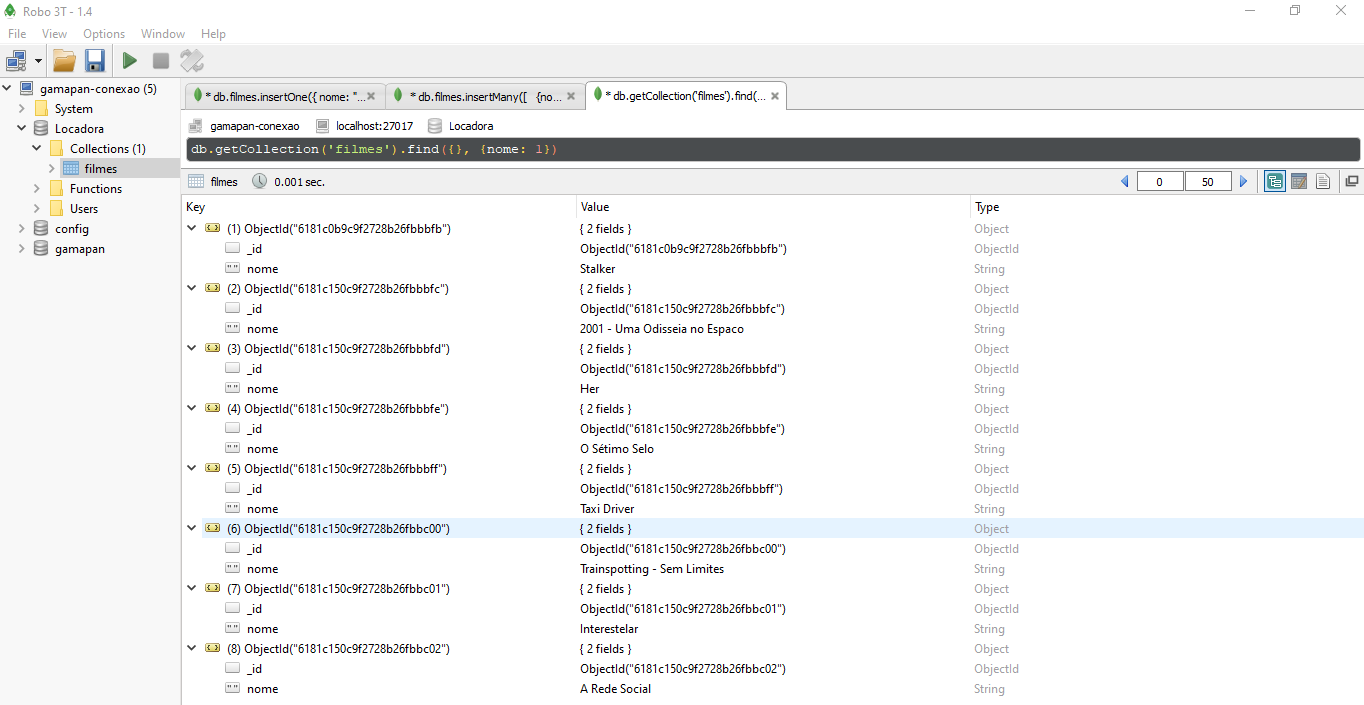 Robo 3T - 1.4
File View Options Window Help
gamapan-conexao (5)
System
Locadora
Collections (1)
filmes
Functions
Users
config
gamapan
* db.filmes.insertOne({ nome: "... * db.filmes.insertMany([ {no... * db.getCollection('filmes').find(...
gamapan-conexao localhost:27017 Locadora
db.getCollection('filmes').find({}, {nome: 1})
filmes 0.001 sec. 0 50
Key Value Type
(1) ObjectId("6181c0b9c9f2728b26fbbbfb") { 2 fields } Object
_id ObjectId("6181c0b9c9f2728b26fbbbfb") ObjectId
nome Stalker String
(2) ObjectId("6181c150c9f2728b26fbbbfc") { 2 fields } Object
_id ObjectId("6181c150c9f2728b26fbbbfc") ObjectId
nome 2001 - Uma Odisseia no Espaco String
(3) ObjectId("6181c150c9f2728b26fbbbfd") { 2 fields } Object
_id ObjectId("6181c150c9f2728b26fbbbfd") ObjectId
nome Her String
(4) ObjectId("6181c150c9f2728b26fbbbfe") { 2 fields } Object
_id ObjectId("6181c150c9f2728b26fbbbfe") ObjectId
nome O Sétimo Selo String
(5) ObjectId("6181c150c9f2728b26fbbbff") { 2 fields } Object
_id ObjectId("6181c150c9f2728b26fbbbff") ObjectId
nome Taxi Driver String
(6) ObjectId("6181c150c9f2728b26fbbc00") { 2 fields } Object
_id ObjectId("6181c150c9f2728b26fbbc00") ObjectId
nome Trainspotting - Sem Limites String
(7) ObjectId("6181c150c9f2728b26fbbc01") { 2 fields } Object
_id ObjectId("6181c150c9f2728b26fbbc01") ObjectId
nome Interestelar String
(8) ObjectId("6181c150c9f2728b26fbbc02") { 2 fields } Object
_id ObjectId("6181c150c9f2728b26fbbc02") ObjectId
nome A Rede Social String